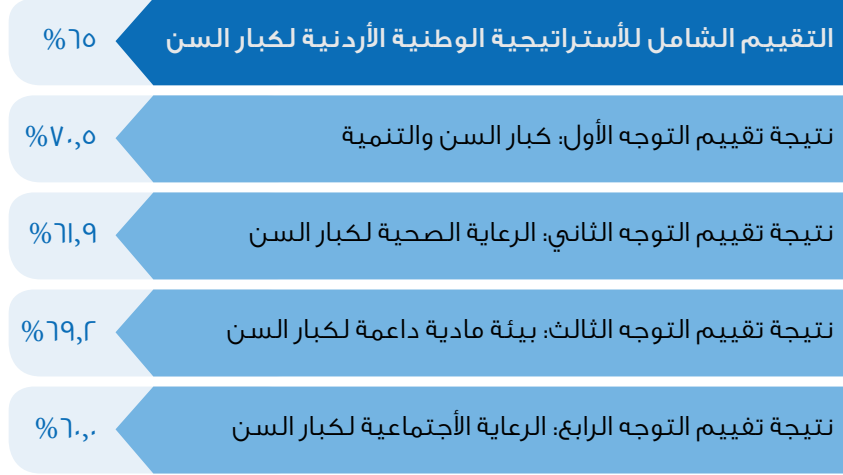 التقييم الشامل للأستراتيجية الوطنية الأردنية لكبار السن ٦٥%
نتيجة تقييم التوجه الأول: كبار السن والتنمية ٧٠,٥%
نتيجة تقييم التوجه الثاني: الرعاية الصحية لكبار السن ٦١,٩%
نتيجة تقييم التوجه الثالث: بيئة مادية داعمة لكبار السن ٦٩,٢%
نتيجة تفييم التوجه الرابع: الرعاية الأجتماعية لكبار السن ٦٠,٠%